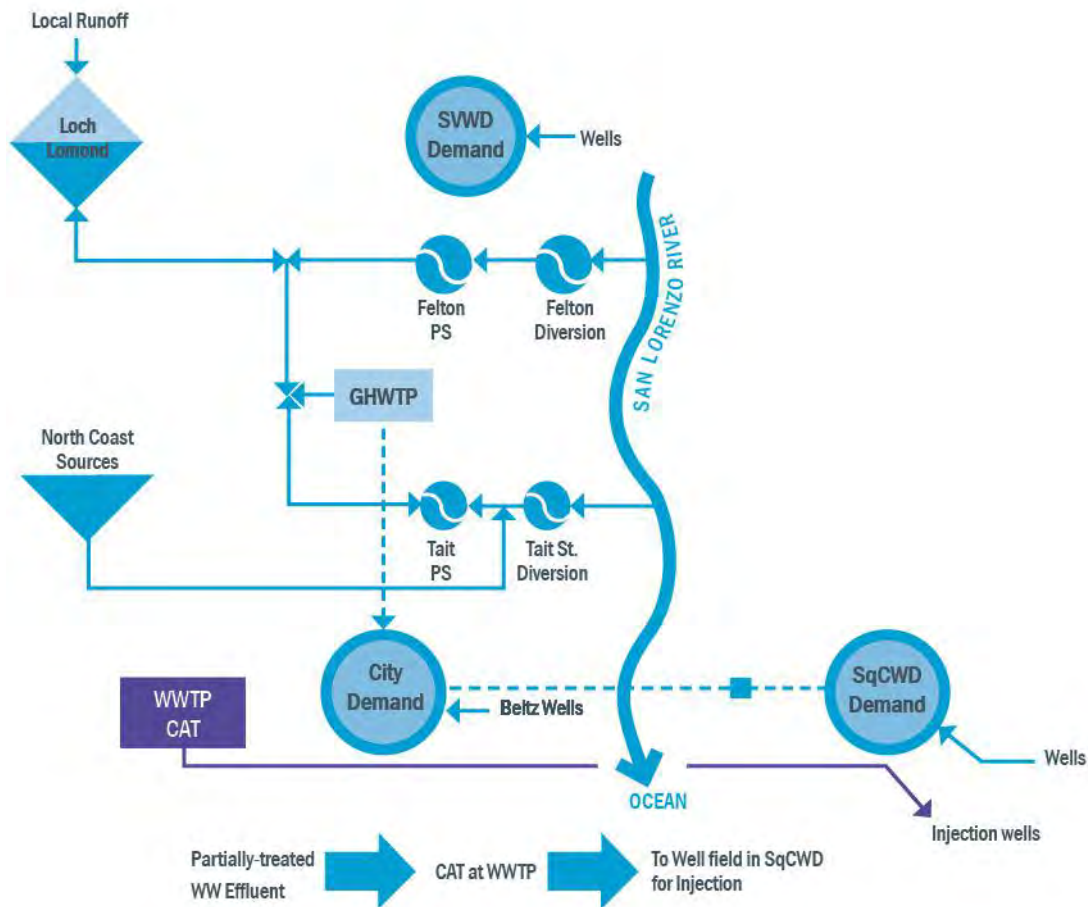 Local Runoff
Loch
Lomond
SVWD
Demand
Wells
SAN LORENZO RIVER
Felton
PS
Felton
Diversion
GHWTP
North Coast
Sources
Tait
PS
Tait St.
Diversion
City
Demand
Beltz Wells
SqCWD
Demand
WWTP
CAT
Wells
OCEAN
Injection wells
Partially-treated
WW Effluent
CAT at WWTP
To Well field in SqCWD
for Injection